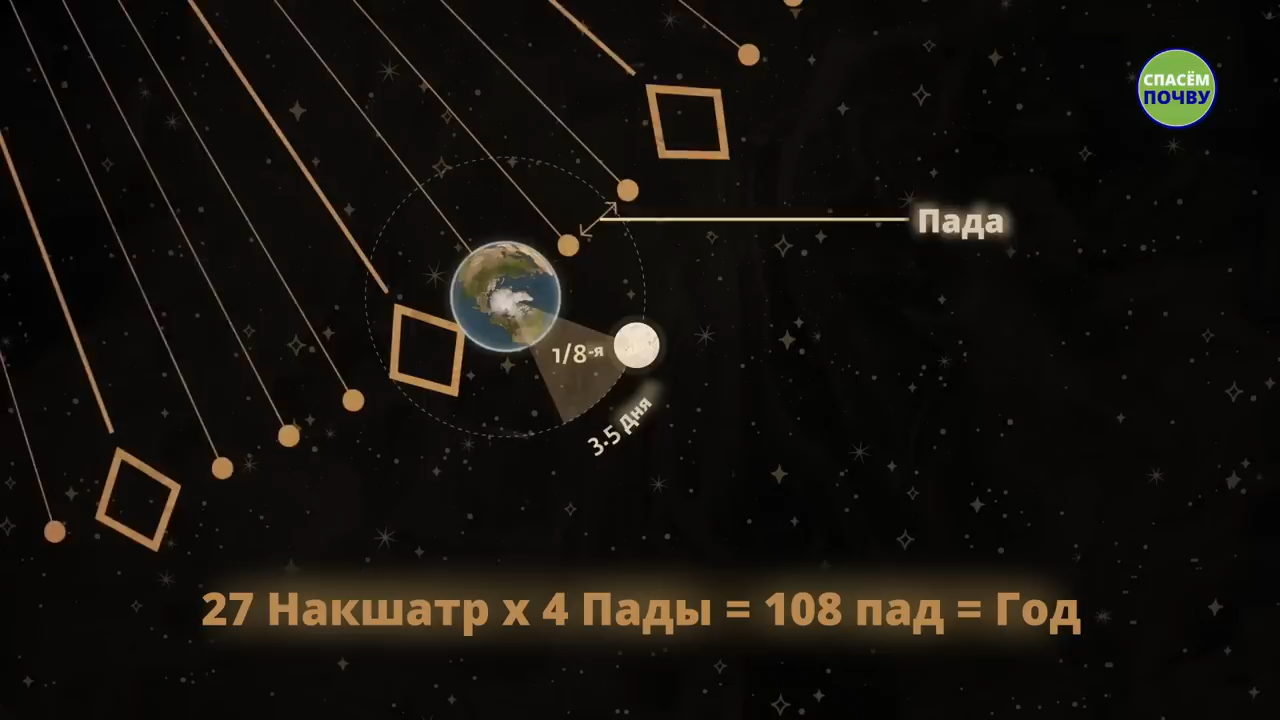 СПАСЁМ
ПОЧВУ
Пада
1/8-я
3.5 Дня
27 Накшатр х 4 Пады = 108 пад = Год